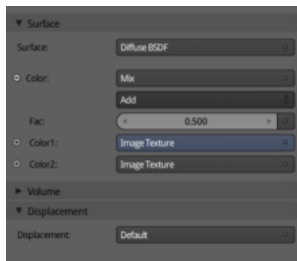 Surface
Surface: Diffuse BSDF
Color: Mix
Add
Fac: 0.500
Color1: Image Texture
Color2: Image Texture
Volume
Displacement
Displacement: Default